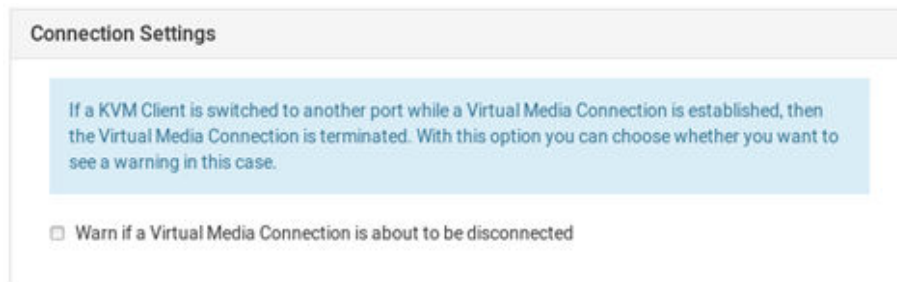 Connection Settings
If a KVM Client is switched to another port while a Virtual Media Connection is established, then
the Virtual Media Connection is terminated. With this option you can choose whether you want to
see a warning in this case.
Warn if a Virtual Media Connection is about to be disconnected